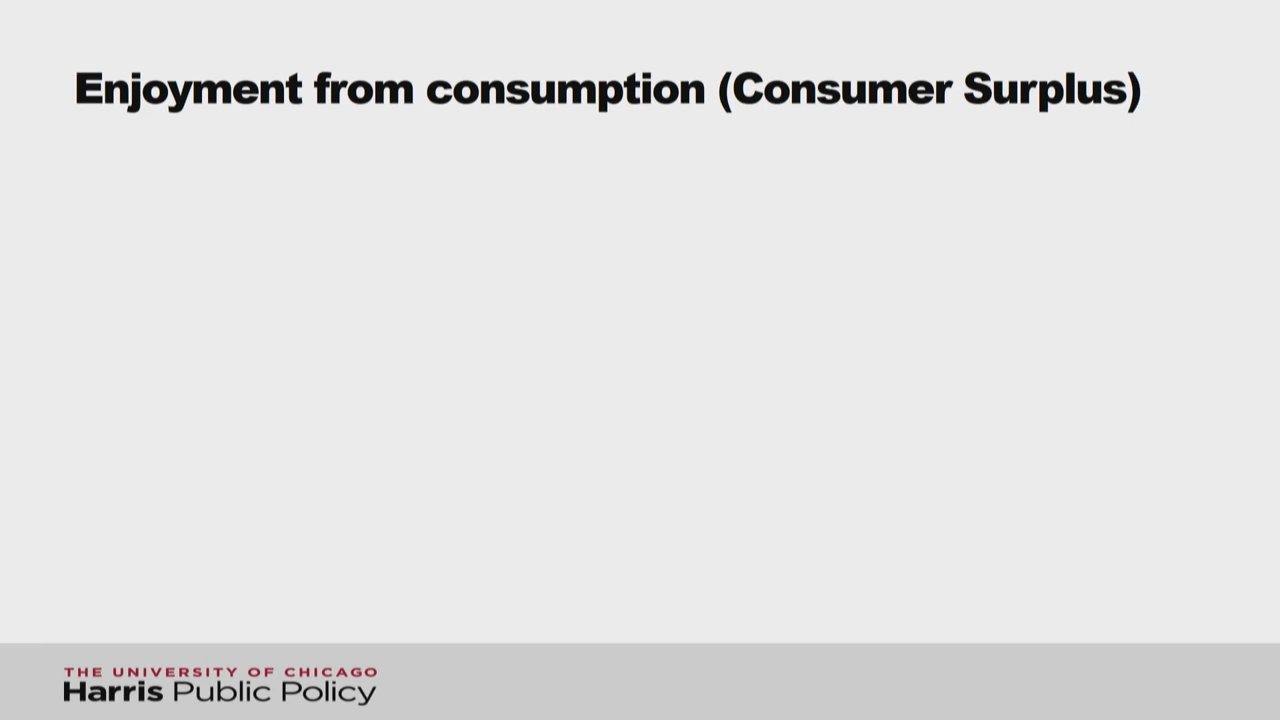 Enjoyment from consumption (Consumer Surplus)
THE UNIVERSITY OF CHICAGO
Harris Public Policy